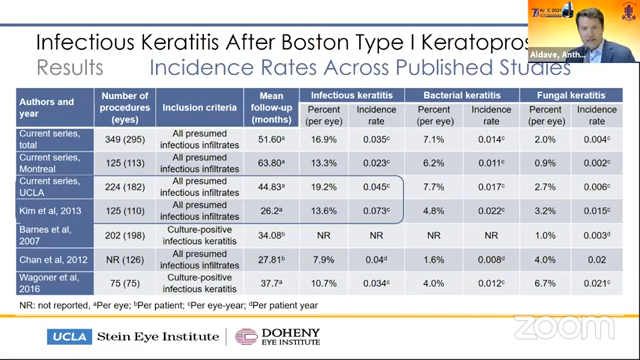 Infectious Keratitis After Boston Type I Keratopros
Results Incidence Rates Across Published Studies
Aldave, Anth...
Authors and year | Number of procedures (eyes) | Inclusion criteria | Mean follow-up (months) | Infectious keratitis | Bacterial keratitis | Fungal keratitis
Percent (per eye) | Incidence rate | Percent (per eye) | Incidence rate | Percent (per eye) | Incidence rate
Current series, total | 349 (295) | All presumed infectious infiltrates | 51.60ᵃ | 16.9% | 0.035ᶜ | 7.1% | 0.014ᶜ | 2.0% | 0.004ᶜ
Current series, Montreal | 125 (113) | All presumed infectious infiltrates | 63.80ᵃ | 13.3% | 0.023ᶜ | 6.2% | 0.011ᶜ | 0.9% | 0.002ᶜ
Current series, UCLA | 224 (182) | All presumed infectious infiltrates | 44.83ᵃ | 19.2% | 0.045ᶜ | 7.7% | 0.017ᶜ | 2.7% | 0.006ᶜ
Kim et al, 2013 | 125 (110) | All presumed infectious infiltrates | 26.2ᵃ | 13.6% | 0.073ᶜ | 4.8% | 0.022ᶜ | 3.2% | 0.015ᶜ
Barnes et al, 2007 | 202 (198) | Culture-positive infectious keratitis | 34.08ᵇ | NR | NR | NR | NR | 1.0% | 0.003ᵈ
Chan et al, 2012 | NR (126) | All presumed infectious infiltrates | 27.81ᵇ | 7.9% | 0.04ᵈ | 1.6% | 0.008ᵈ | 4.0% | 0.02
Wagoner et al, 2016 | 75 (75) | Culture-positive infectious keratitis | 37.7ᵃ | 10.7% | 0.034ᶜ | 4.0% | 0.012ᶜ | 6.7% | 0.021ᶜ
NR: not reported, ᵃPer eye; ᵇPer patient; ᶜPer eye-year; ᵈPer patient year
UCLA Stein Eye Institute DOHENY EYE INSTITUTE
zoom